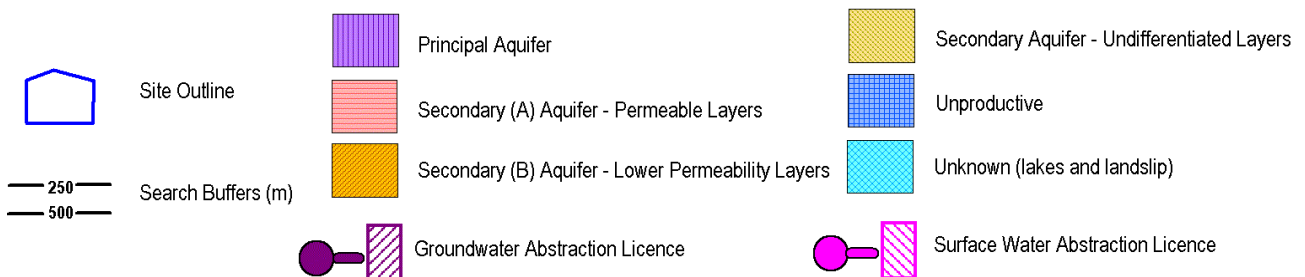 Site Outline
250
500
Search Buffers (m)
Principal Aquifer
Secondary (A) Aquifer - Permeable Layers
Secondary (B) Aquifer - Lower Permeability Layers
Groundwater Abstraction Licence
Secondary Aquifer - Undifferentiated Layers
Unproductive
Unknown (lakes and landslip)
Surface Water Abstraction Licence